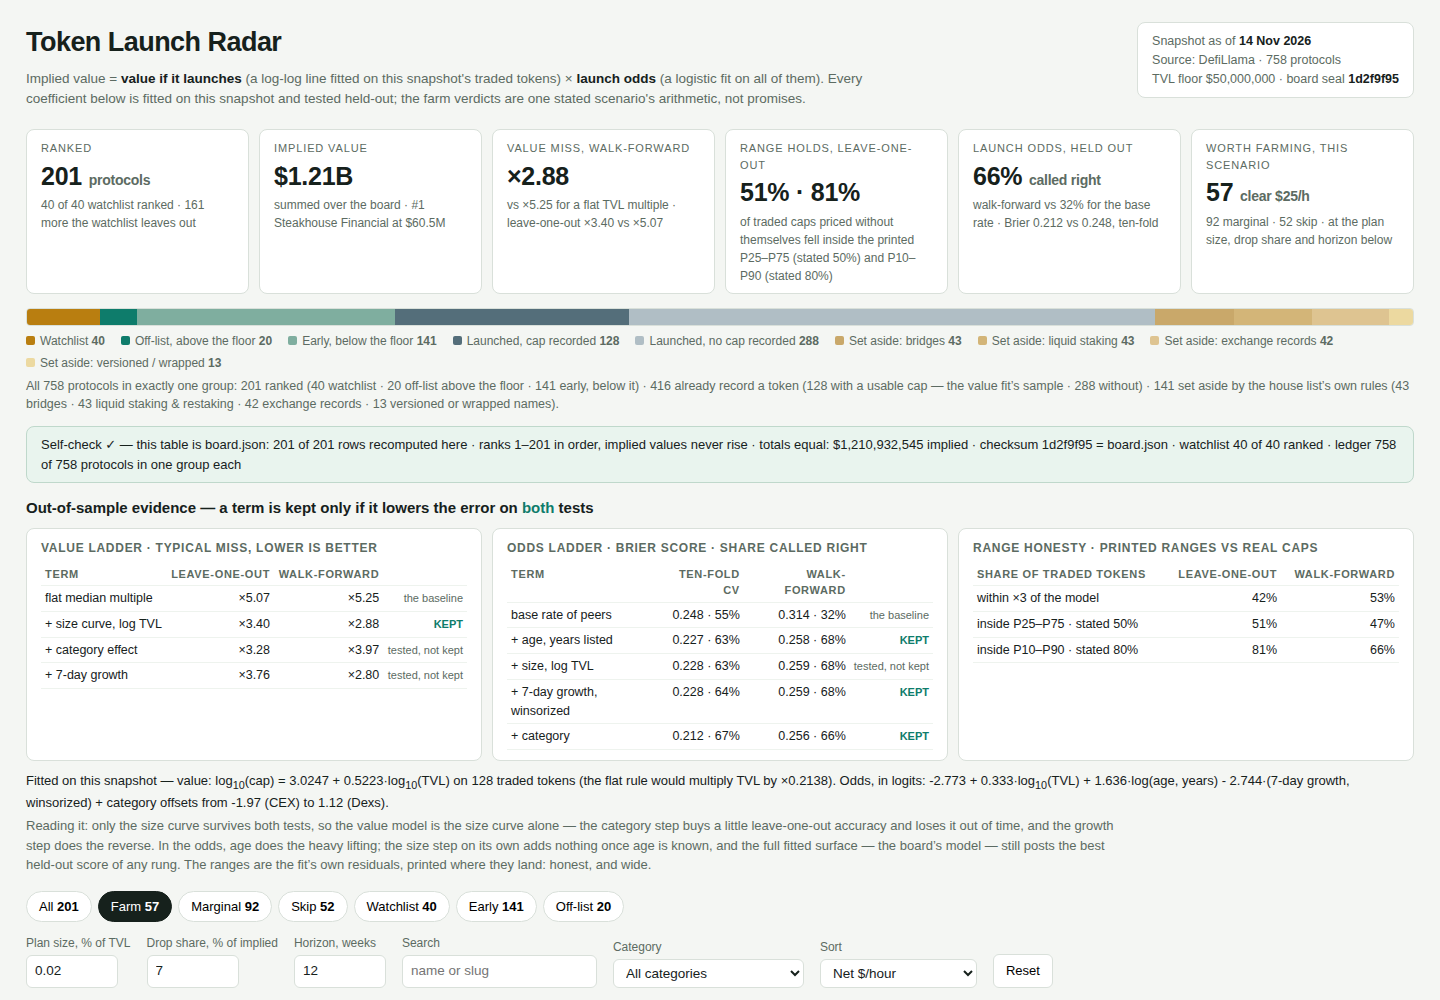 Token Launch Radar
Implied value = value if it launches (a log-log line fitted on this snapshot's traded tokens) × launch odds (a logistic fit on all of them). Every
coefficient below is fitted on this snapshot and tested held-out; the farm verdicts are one stated scenario's arithmetic, not promises.
Snapshot as of 14 Nov 2026
Source: DefiLlama · 758 protocols
TVL floor $50,000,000 · board seal 1d2f9f95
RANKED
201 protocols
40 of 40 watchlist ranked · 161
more the watchlist leaves out
IMPLIED VALUE
$1.21B
summed over the board · #1
Steakhouse Financial at $60.5M
VALUE MISS, WALK-FORWARD
×2.88
vs ×5.25 for a flat TVL multiple ·
leave-one-out ×3.40 vs ×5.07
RANGE HOLDS, LEAVE-ONE-
OUT
51% · 81%
of traded caps priced without
themselves fell inside the printed
P25–P75 (stated 50%) and P10–
P90 (stated 80%)
LAUNCH ODDS, HELD OUT
66% called right
walk-forward vs 32% for the base
rate · Brier 0.212 vs 0.248, ten-fold
WORTH FARMING, THIS
SCENARIO
57 clear $25/h
92 marginal · 52 skip · at the plan
size, drop share and horizon below
Watchlist 40
Off-list, above the floor 20
Early, below the floor 141
Launched, cap recorded 128
Launched, no cap recorded 288
Set aside: bridges 43
Set aside: liquid staking 43
Set aside: exchange records 42
Set aside: versioned / wrapped 13
All 758 protocols in exactly one group: 201 ranked (40 watchlist · 20 off-list above the floor · 141 early, below it) · 416 already record a token (128 with a usable cap — the value fit's sample · 288 without) · 141 set aside by the house list's own rules (43
bridges · 43 liquid staking & restaking · 42 exchange records · 13 versioned or wrapped names).
Self-check ✓ — this table is board.json: 201 of 201 rows recomputed here · ranks 1–201 in order, implied values never rise · totals equal: $1,210,932,545 implied · checksum 1d2f9f95 = board.json · watchlist 40 of 40 ranked · ledger 758
of 758 protocols in one group each
Out-of-sample evidence — a term is kept only if it lowers the error on both tests
VALUE LADDER · TYPICAL MISS, LOWER IS BETTER
TERM LEAVE-ONE-OUT WALK-FORWARD
flat median multiple ×5.07 ×5.25 the baseline
+ size curve, log TVL ×3.40 ×2.88 KEPT
+ category effect ×3.28 ×3.97 tested, not kept
+ 7-day growth ×3.76 ×2.80 tested, not kept
ODDS LADDER · BRIER SCORE · SHARE CALLED RIGHT
TERM TEN-FOLD CV WALK-FORWARD
base rate of peers 0.248 · 55% 0.314 · 32% the baseline
+ age, years listed 0.227 · 63% 0.258 · 68% KEPT
+ size, log TVL 0.228 · 63% 0.259 · 68% tested, not kept
+ 7-day growth, winsorized 0.228 · 64% 0.259 · 68% KEPT
+ category 0.212 · 67% 0.256 · 66% KEPT
RANGE HONESTY · PRINTED RANGES VS REAL CAPS
SHARE OF TRADED TOKENS LEAVE-ONE-OUT WALK-FORWARD
within ×3 of the model 42% 53%
inside P25–P75 · stated 50% 51% 47%
inside P10–P90 · stated 80% 81% 66%
Fitted on this snapshot — value: log10(cap) = 3.0247 + 0.5223·log10(TVL) on 128 traded tokens (the flat rule would multiply TVL by ×0.2138). Odds, in logits: -2.773 + 0.333·log10(TVL) + 1.636·log(age, years) - 2.744·(7-day growth,
winsorized) + category offsets from -1.97 (CEX) to 1.12 (Dexs).
Reading it: only the size curve survives both tests, so the value model is the size curve alone — the category step buys a little leave-one-out accuracy and loses it out of time, and the growth
step does the reverse. In the odds, age does the heavy lifting; the size step on its own adds nothing once age is known, and the full fitted surface — the board's model — still posts the best
held-out score of any rung. The ranges are the fit's own residuals, printed where they land: honest, and wide.
All 201
Farm 57
Marginal 92
Skip 52
Watchlist 40
Early 141
Off-list 20
Plan size, % of TVL
0.02
Drop share, % of implied
7
Horizon, weeks
12
Search
name or slug
Category
All categories
Sort
Net $/hour
Reset